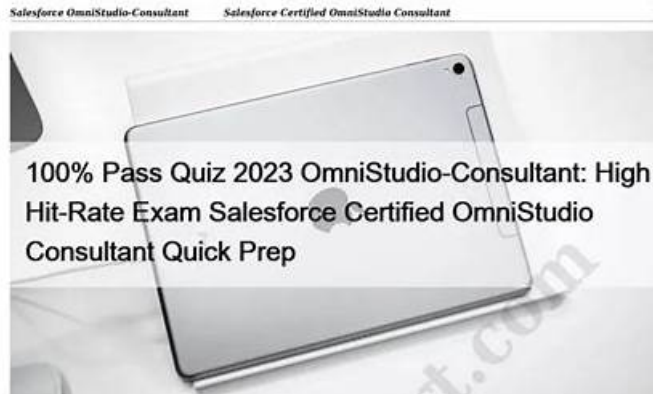 Salesforce OmniStudio-Consultant Salesforce Certified OmniStudio Consultant
100% Pass Quiz 2023 OmniStudio-Consultant: High
Hit-Rate Exam Salesforce Certified OmniStudio
Consultant Quick Prep
t.com